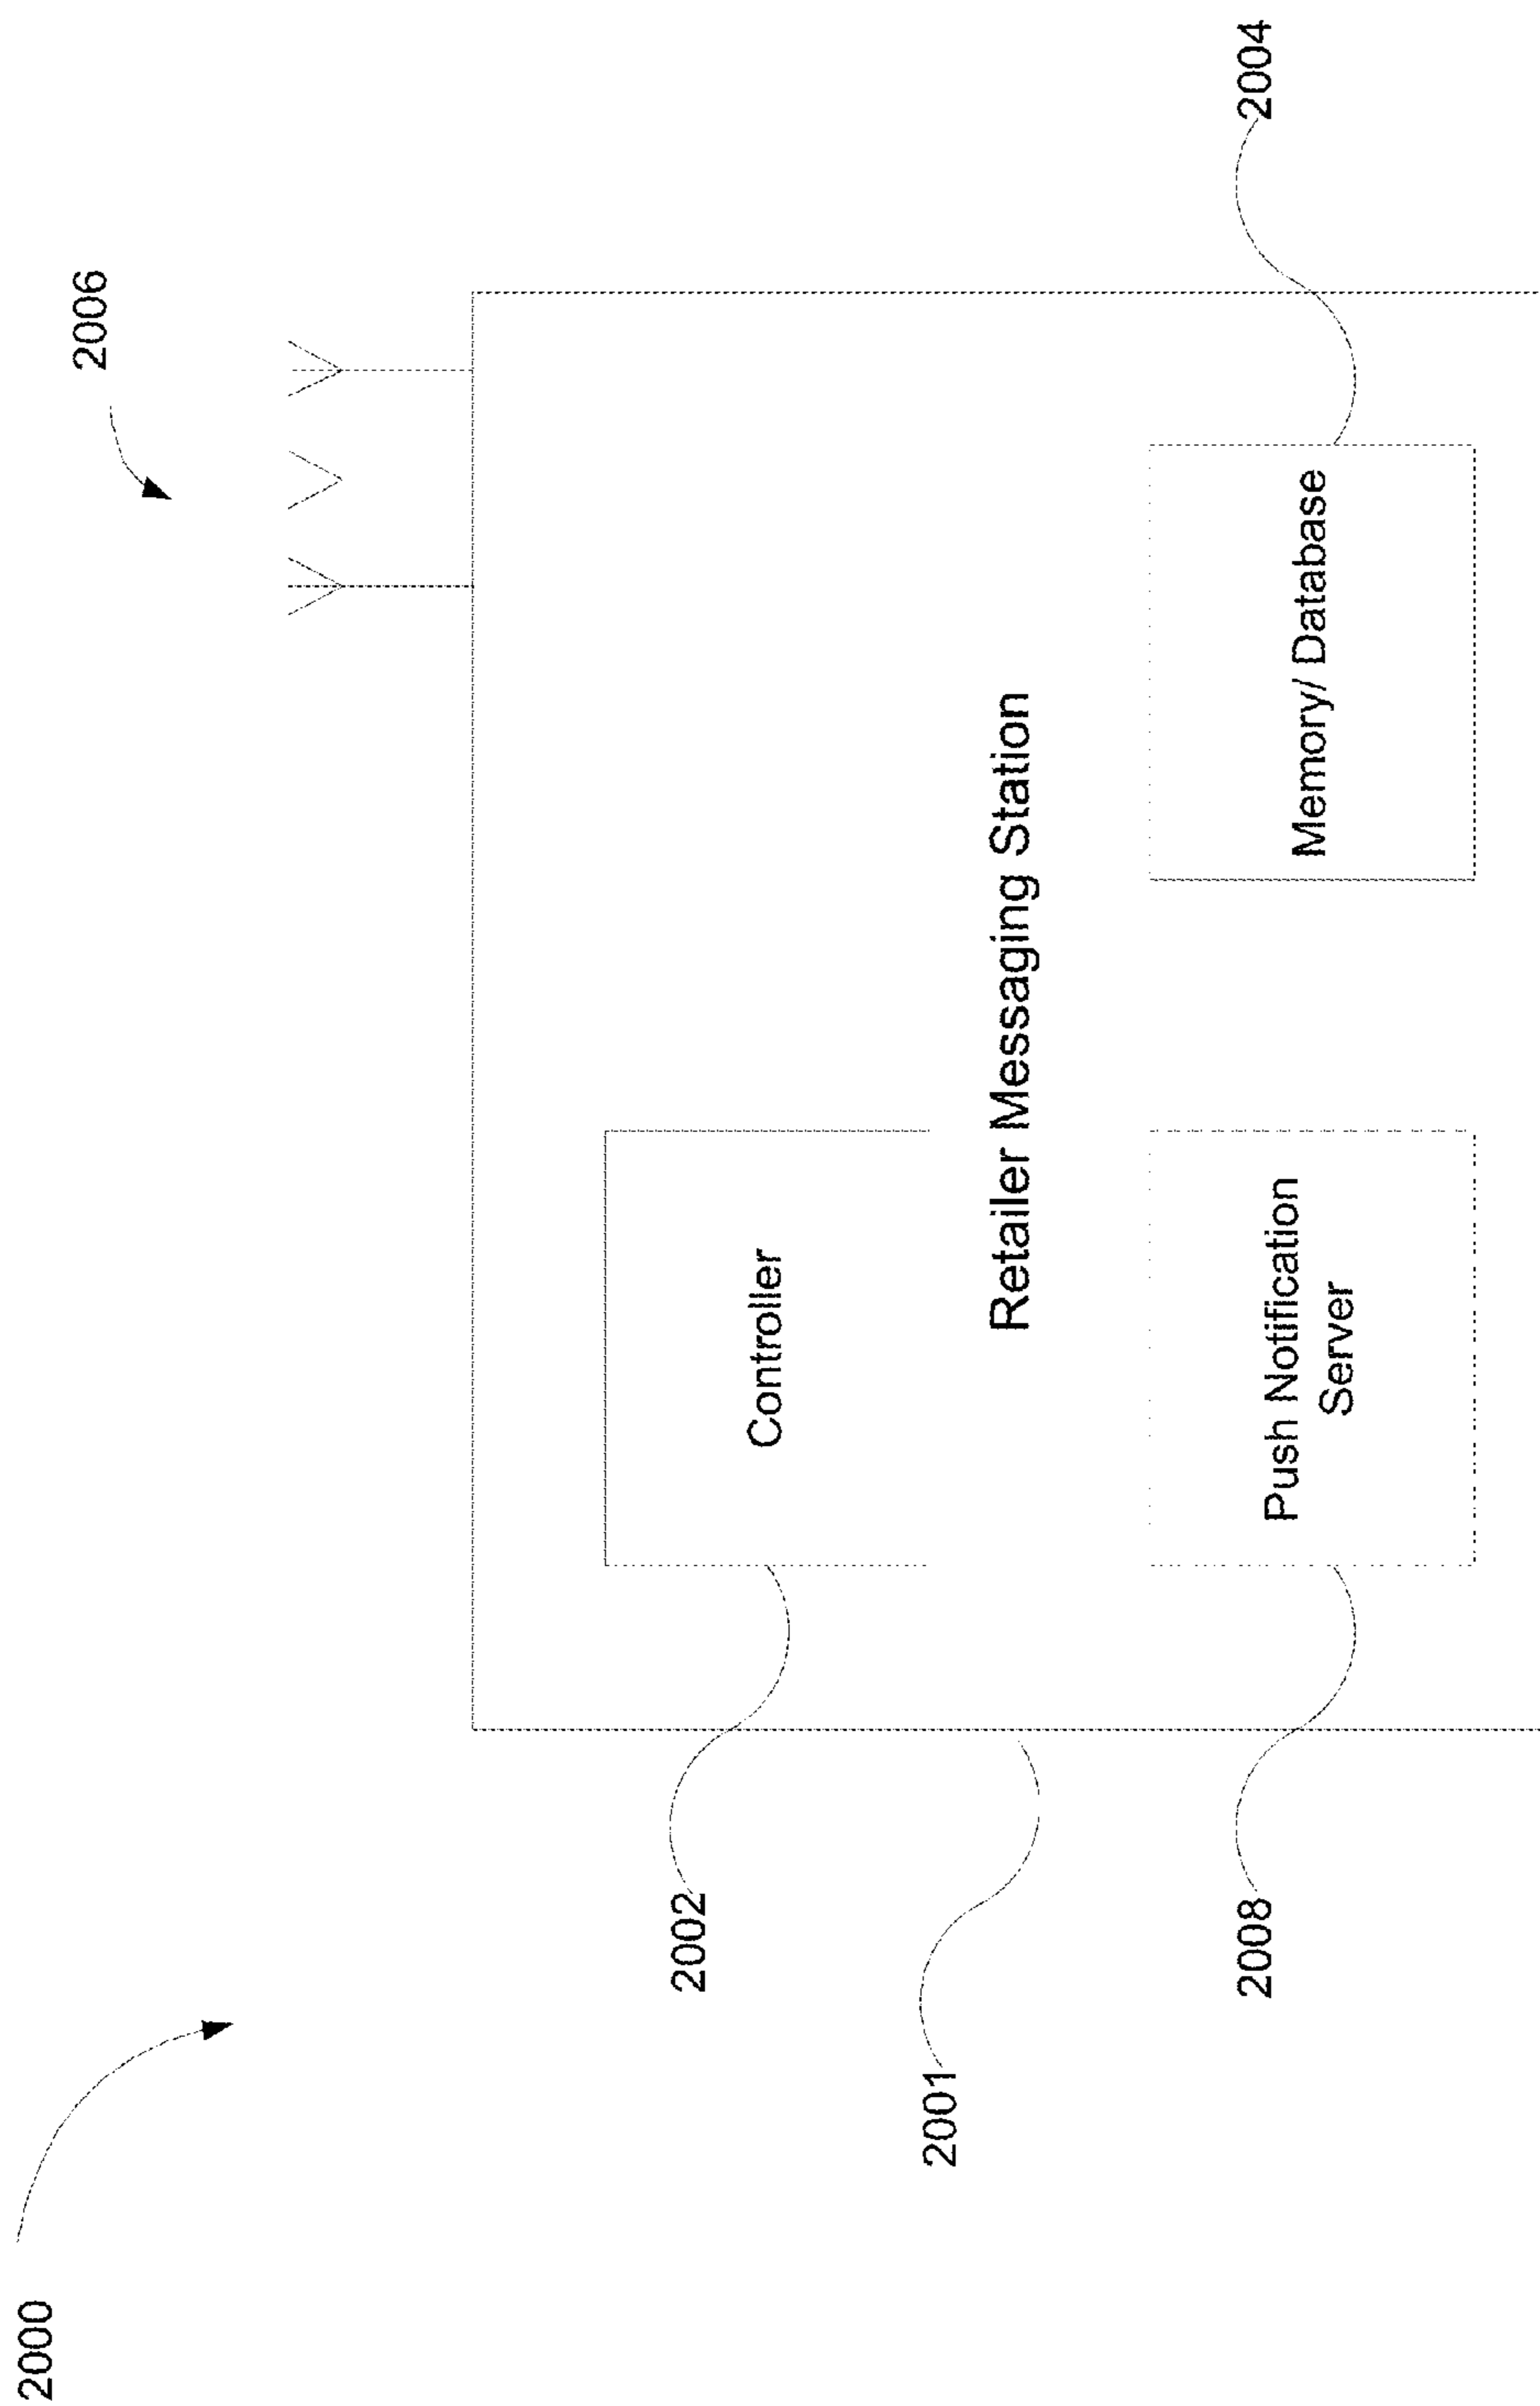 2000
2006
2002
Controller
2001
Retailer Messaging Station
2008
Push Notification
Server
Memory/ Database
2004